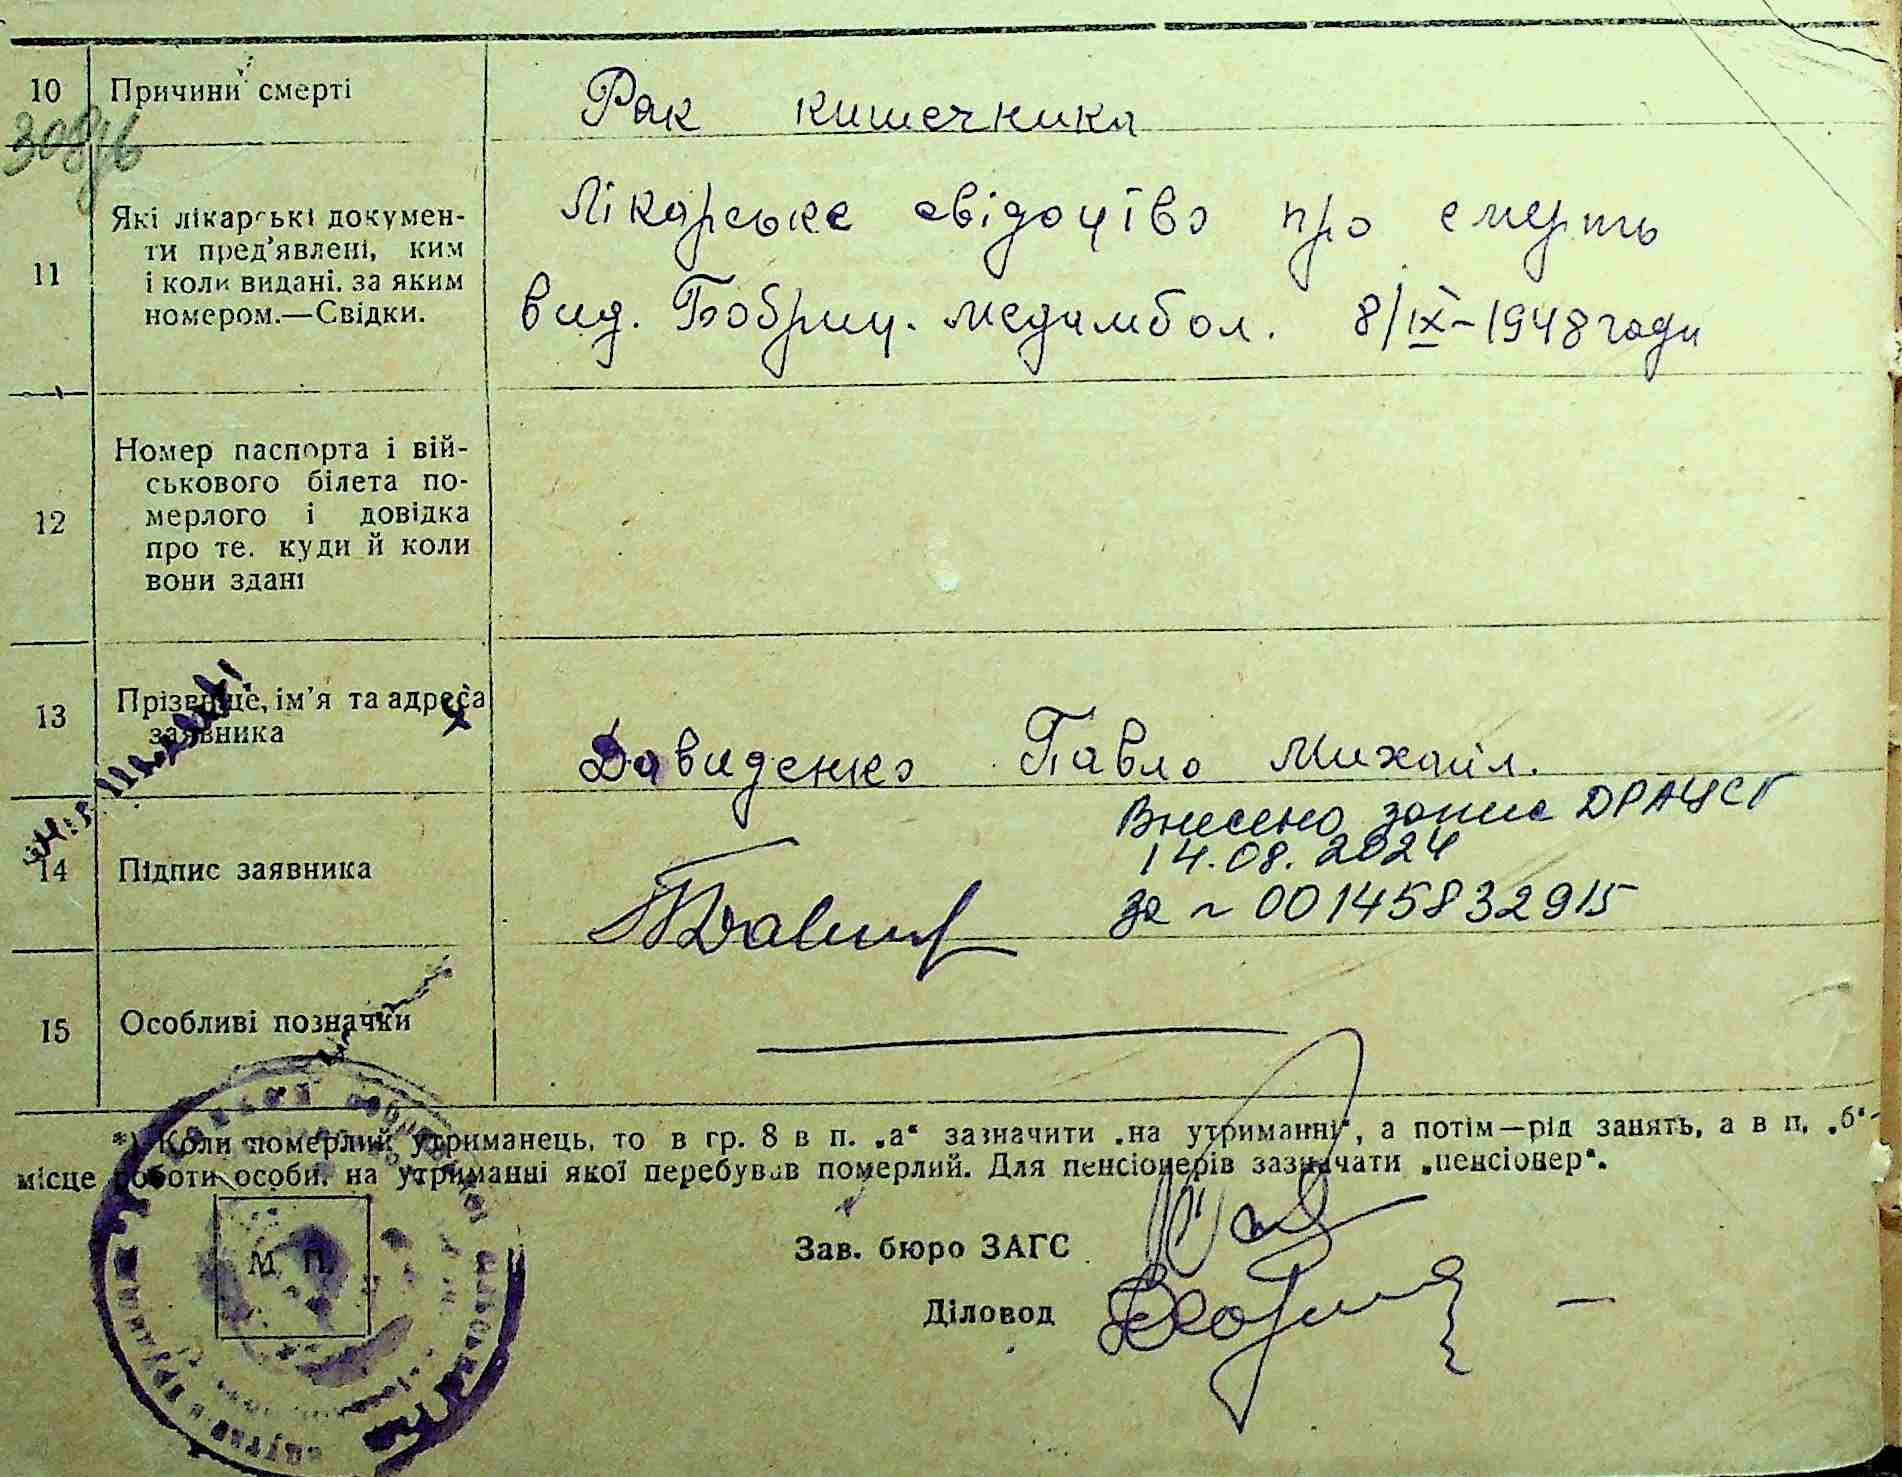 10 Причини смерті Рак кишечника
308/16
11 Які лікарські докумен-
ти пред'явлені, ким
і коли видані. за яким
номером.—Свідки.
Лікарське свідоцтво про смерть
вид. Бобрин. медамбол. 8/IX-1948 годи
12 Номер паспорта і вій-
ськового білета по-
мерлого і довідка
про те. куди й коли
вони здані
13 Прізвище, ім'я та адреса
заявника
Давиденко Павло Михайл.
Внесено запис ДРАЦСГ
14.08.2024
за ~ 00145832915
14 Підпис заявника
15 Особливі позначки
*) Коли померлий утриманець, то в гр. 8 в п. „а“ зазначити „на утриманні“, а потім—рід занять, а в п. „б“-
місце роботи особи, на утриманні якої перебував померлий. Для пенсіонерів зазначати „пенсіонер“.
М. П.
Зав. бюро ЗАГС
Діловод